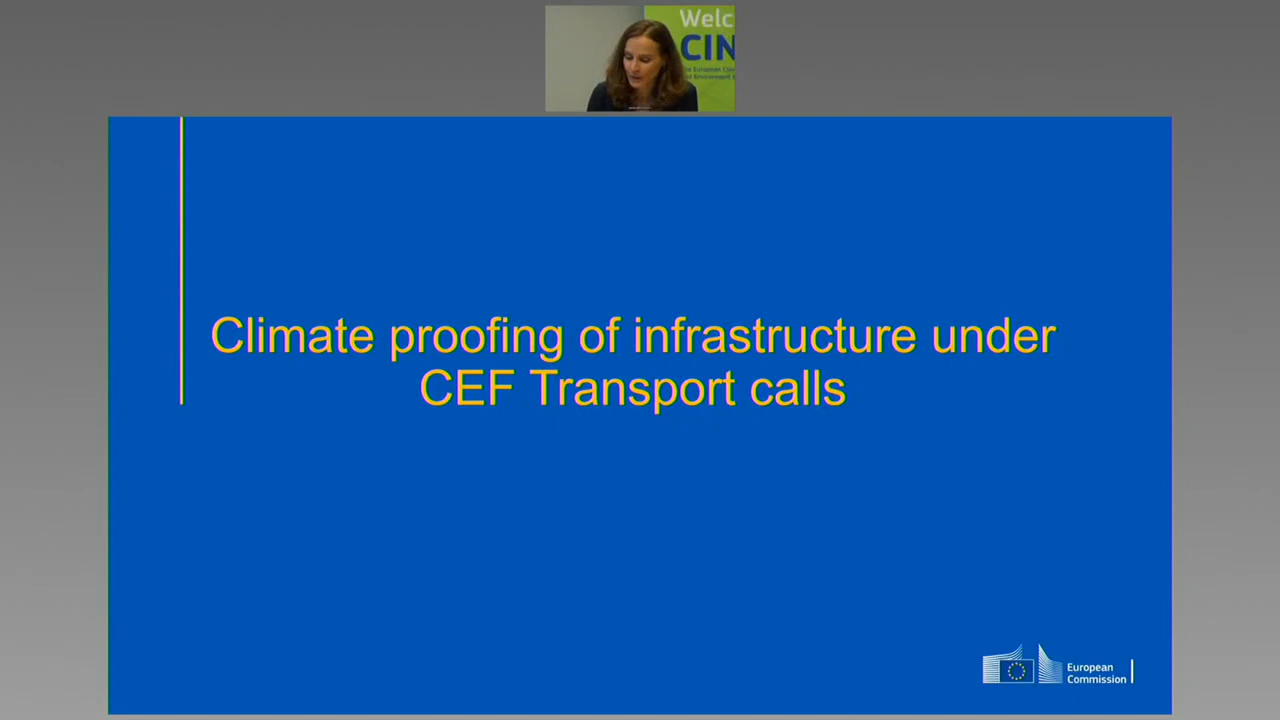 Welc
CIN
Climate proofing of infrastructure under
CEF Transport calls
European
Commission